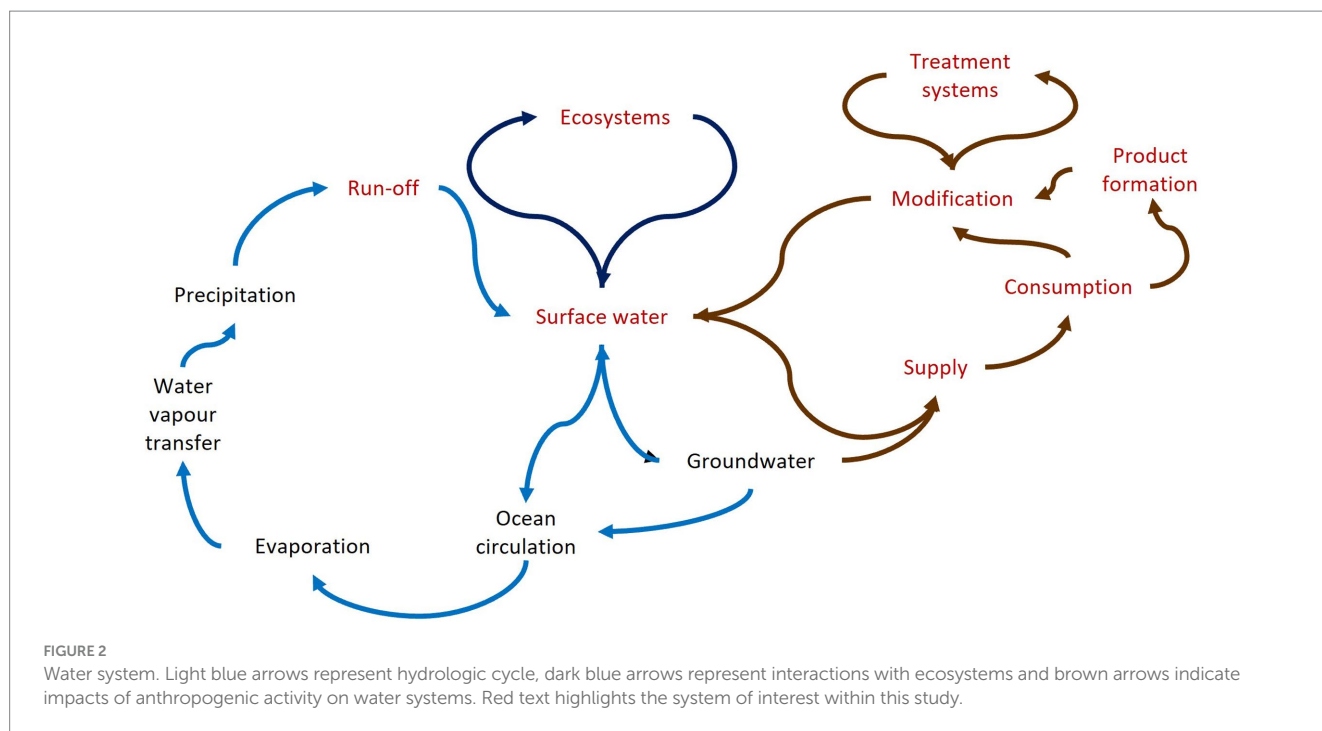 Treatment
systems
Ecosystems
Product
formation
Run-off
Modification
Precipitation
Consumption
Surface water
Supply
Water
vapour
transfer
Groundwater
Ocean
circulation
Evaporation
FIGURE 2
Water system. Light blue arrows represent hydrologic cycle, dark blue arrows represent interactions with ecosystems and brown arrows indicate
impacts of anthropogenic activity on water systems. Red text highlights the system of interest within this study.